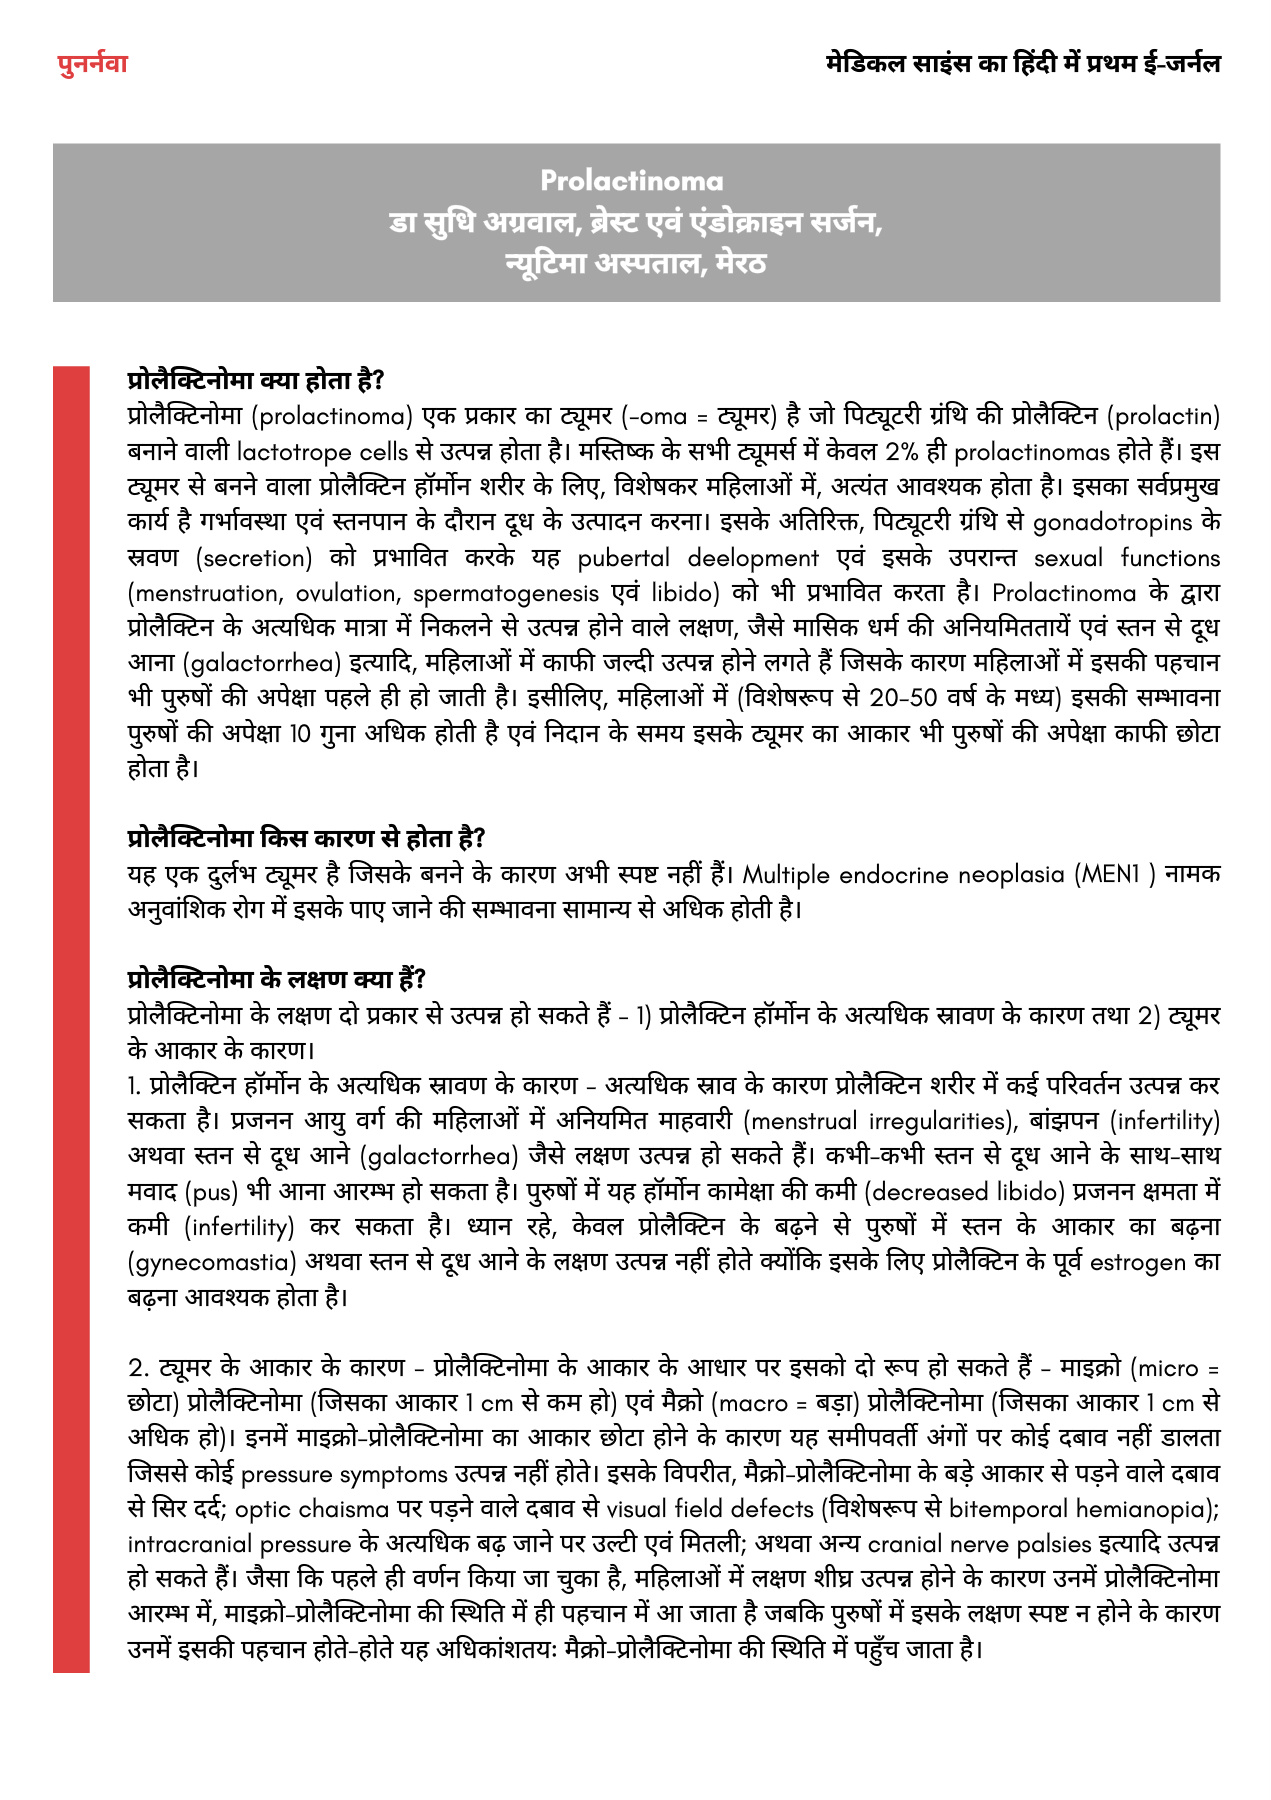 पुनर्नवा
मेडिकल साइंस का हिंदी में प्रथम ई-जर्नल
Prolactinoma
डा सुधि अग्रवाल, ब्रेस्ट एवं एंडोक्राइन सर्जन,
न्यूटिमा अस्पताल, मेरठ
प्रोलैक्टिनोमा क्या होता है?
प्रोलैक्टिनोमा (prolactinoma) एक प्रकार का ट्यूमर (-oma = ट्यूमर) है जो पिट्यूटरी ग्रंथि की प्रोलैक्टिन (prolactin)
बनाने वाली lactotrope cells से उत्पन्न होता है। मस्तिष्क के सभी ट्यूमर्स में केवल 2% ही prolactinomas होते हैं। इस
ट्यूमर से बनने वाला प्रोलैक्टिन हॉर्मोन शरीर के लिए, विशेषकर महिलाओं में, अत्यंत आवश्यक होता है। इसका सर्वप्रमुख
कार्य है गर्भावस्था एवं स्तनपान के दौरान दूध के उत्पादन करना। इसके अतिरिक्त, पिट्यूटरी ग्रंथि से gonadotropins के
स्रवण (secretion) को प्रभावित करके यह pubertal deelopment एवं इसके उपरान्त sexual functions
(menstruation, ovulation, spermatogenesis एवं libido) को भी प्रभावित करता है। Prolactinoma के द्वारा
प्रोलैक्टिन के अत्यधिक मात्रा में निकलने से उत्पन्न होने वाले लक्षण, जैसे मासिक धर्म की अनियमिततायें एवं स्तन से दूध
आना (galactorrhea) इत्यादि, महिलाओं में काफी जल्दी उत्पन्न होने लगते हैं जिसके कारण महिलाओं में इसकी पहचान
भी पुरुषों की अपेक्षा पहले ही हो जाती है। इसीलिए, महिलाओं में (विशेषरूप से 20-50 वर्ष के मध्य) इसकी सम्भावना
पुरुषों की अपेक्षा 10 गुना अधिक होती है एवं निदान के समय इसके ट्यूमर का आकार भी पुरुषों की अपेक्षा काफी छोटा
होता है।
प्रोलैक्टिनोमा किस कारण से होता है?
यह एक दुर्लभ ट्यूमर है जिसके बनने के कारण अभी स्पष्ट नहीं हैं। Multiple endocrine neoplasia (MEN1 ) नामक
अनुवांशिक रोग में इसके पाए जाने की सम्भावना सामान्य से अधिक होती है।
प्रोलैक्टिनोमा के लक्षण क्या हैं?
प्रोलैक्टिनोमा के लक्षण दो प्रकार से उत्पन्न हो सकते हैं - 1) प्रोलैक्टिन हॉर्मोन के अत्यधिक स्रावण के कारण तथा 2) ट्यूमर
के आकार के कारण।
1. प्रोलैक्टिन हॉर्मोन के अत्यधिक स्रावण के कारण - अत्यधिक स्राव के कारण प्रोलैक्टिन शरीर में कई परिवर्तन उत्पन्न कर
सकता है। प्रजनन आयु वर्ग की महिलाओं में अनियमित माहवारी (menstrual irregularities), बांझपन (infertility)
अथवा स्तन से दूध आने (galactorrhea) जैसे लक्षण उत्पन्न हो सकते हैं। कभी-कभी स्तन से दूध आने के साथ-साथ
मवाद (pus) भी आना आरम्भ हो सकता है। पुरुषों में यह हॉर्मोन कामेक्षा की कमी (decreased libido) प्रजनन क्षमता में
कमी (infertility) कर सकता है। ध्यान रहे, केवल प्रोलैक्टिन के बढ़ने से पुरुषों में स्तन के आकार का बढ़ना
(gynecomastia) अथवा स्तन से दूध आने के लक्षण उत्पन्न नहीं होते क्योंकि इसके लिए प्रोलैक्टिन के पूर्व estrogen का
बढ़ना आवश्यक होता है।
2. ट्यूमर के आकार के कारण - प्रोलैक्टिनोमा के आकार के आधार पर इसको दो रूप हो सकते हैं - माइक्रो (micro =
छोटा) प्रोलैक्टिनोमा (जिसका आकार 1 cm से कम हो) एवं मैक्रो (macro = बड़ा) प्रोलैक्टिनोमा (जिसका आकार 1 cm से
अधिक हो)। इनमें माइक्रो-प्रोलैक्टिनोमा का आकार छोटा होने के कारण यह समीपवर्ती अंगों पर कोई दबाव नहीं डालता
जिससे कोई pressure symptoms उत्पन्न नहीं होते। इसके विपरीत, मैक्रो-प्रोलैक्टिनोमा के बड़े आकार से पड़ने वाले दबाव
से सिर दर्द; optic chaisma पर पड़ने वाले दबाव से visual field defects (विशेषरूप से bitemporal hemianopia);
intracranial pressure के अत्यधिक बढ़ जाने पर उल्टी एवं मितली; अथवा अन्य cranial nerve palsies इत्यादि उत्पन्न
हो सकते हैं। जैसा कि पहले ही वर्णन किया जा चुका है, महिलाओं में लक्षण शीघ्र उत्पन्न होने के कारण उनमें प्रोलैक्टिनोमा
आरम्भ में, माइक्रो-प्रोलैक्टिनोमा की स्थिति में ही पहचान में आ जाता है जबकि पुरुषों में इसके लक्षण स्पष्ट न होने के कारण
उनमें इसकी पहचान होते-होते यह अधिकांशतयः मैक्रो-प्रोलैक्टिनोमा की स्थिति में पहुँच जाता है।